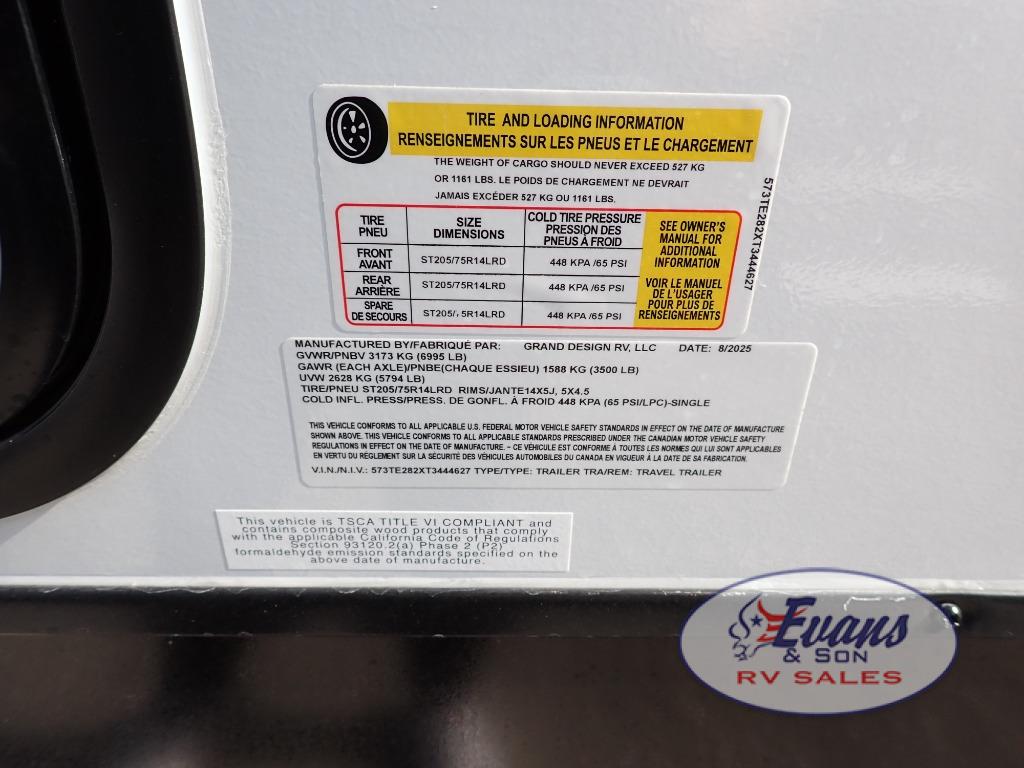 TIRE AND LOADING INFORMATION
RENSEIGNEMENTS SUR LES PNEUS ET LE CHARGEMENT
THE WEIGHT OF CARGO SHOULD NEVER EXCEED 527 KG
OR 1161 LBS. LE POIDS DE CHARGEMENT NE DEVRAIT
JAMAIS EXCÉDER 527 KG OU 1161 LBS.
TIRE
PNEU
SIZE
DIMENSIONS
COLD TIRE PRESSURE
PRESSION DES
PNEUS À FROID
FRONT
AVANT
ST205/75R14LRD
448 KPA /65 PSI
REAR
ARRIÈRE
ST205/75R14LRD
448 KPA /65 PSI
SPARE
DE SECOURS
ST205/ 5R14LRD
448 KPA /65 PSI
SEE OWNER'S
MANUAL FOR
ADDITIONAL
INFORMATION
VOIR LE MANUEL
DE L'USAGER
POUR PLUS DE
RENSEIGNEMENTS
573TE282XT3444627
MANUFACTURED BY/FABRIQUÉ PAR: GRAND DESIGN RV, LLC DATE: 8/2025
GVWR/PNBV 3173 KG (6995 LB)
GAWR (EACH AXLE)/PNBE(CHAQUE ESSIEU) 1588 KG (3500 LB)
UVW 2628 KG (5794 LB)
TIRE/PNEU ST205/75R14LRD RIMS/JANTE14X5J, 5X4.5
COLD INFL. PRESS/PRESS. DE GONFL. À FROID 448 KPA (65 PSI/LPC)-SINGLE
THIS VEHICLE CONFORMS TO ALL APPLICABLE U.S. FEDERAL MOTOR VEHICLE SAFETY STANDARDS IN EFFECT ON THE DATE OF MANUFACTURE
SHOWN ABOVE. THIS VEHICLE CONFORMS TO ALL APPLICABLE STANDARDS PRESCRIBED UNDER THE CANADIAN MOTOR VEHICLE SAFETY
REGULATIONS IN EFFECT ON THE DATE OF MANUFACTURE. - CE VÉHICULE EST CONFORME À TOUTES LES NORMES QUI LUI SONT APPLICABLES
EN VERTU DU RÈGLEMENT SUR LA SÉCURITÉ DES VÉHICULES AUTOMOBILES DU CANADA EN VIGUEUR À LA DATE DE SA FABRICATION.
V.I.N./N.I.V.: 573TE282XT3444627 TYPE/TYPE: TRAILER TRA/REM: TRAVEL TRAILER
This vehicle is TSCA TITLE VI COMPLIANT and
contains composite wood products that comply
with the applicable California Code of Regulations
Section 93120.2(a) Phase 2 (P2)
formaldehyde emission standards specified on the
above date of manufacture.
Evans
& SON
RV SALES